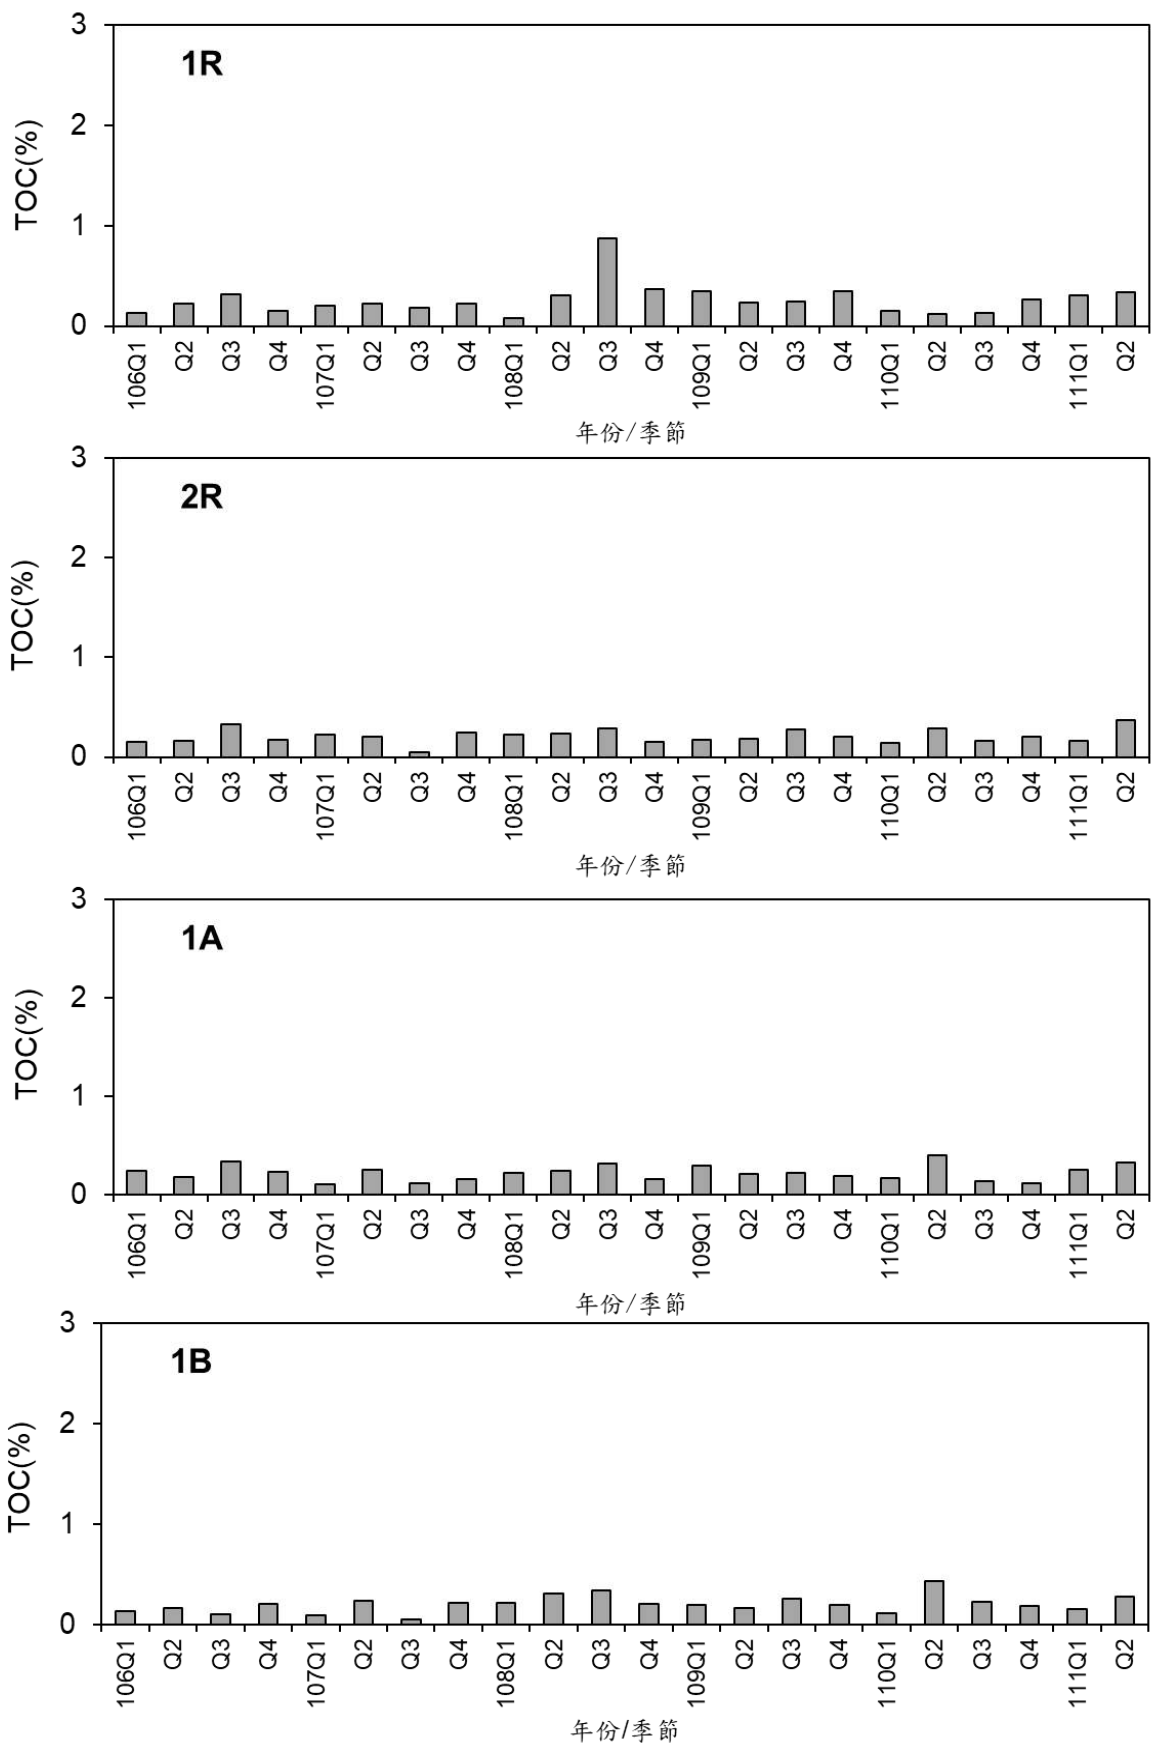 3
1R
2
TOC(%)
1
0
106Q1 Q2 Q3 Q4 107Q1 Q2 Q3 Q4 108Q1 Q2 Q3 Q4 109Q1 Q2 Q3 Q4 110Q1 Q2 Q3 Q4 111Q1 Q2
年份/季節
3
2R
2
TOC(%)
1
0
106Q1 Q2 Q3 Q4 107Q1 Q2 Q3 Q4 108Q1 Q2 Q3 Q4 109Q1 Q2 Q3 Q4 110Q1 Q2 Q3 Q4 111Q1 Q2
年份/季節
3
1A
2
TOC(%)
1
0
106Q1 Q2 Q3 Q4 107Q1 Q2 Q3 Q4 108Q1 Q2 Q3 Q4 109Q1 Q2 Q3 Q4 110Q1 Q2 Q3 Q4 111Q1 Q2
年份/季節
3
1B
2
TOC(%)
1
0
106Q1 Q2 Q3 Q4 107Q1 Q2 Q3 Q4 108Q1 Q2 Q3 Q4 109Q1 Q2 Q3 Q4 110Q1 Q2 Q3 Q4 111Q1 Q2
年份/季節